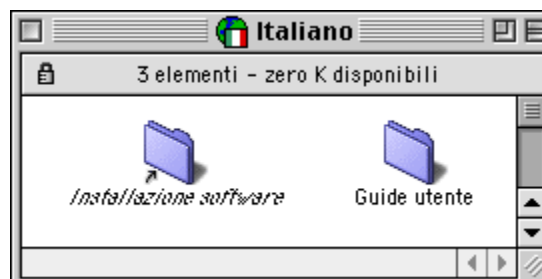 Italiano
3 elementi – zero K disponibili
Installazione software
Guide utente